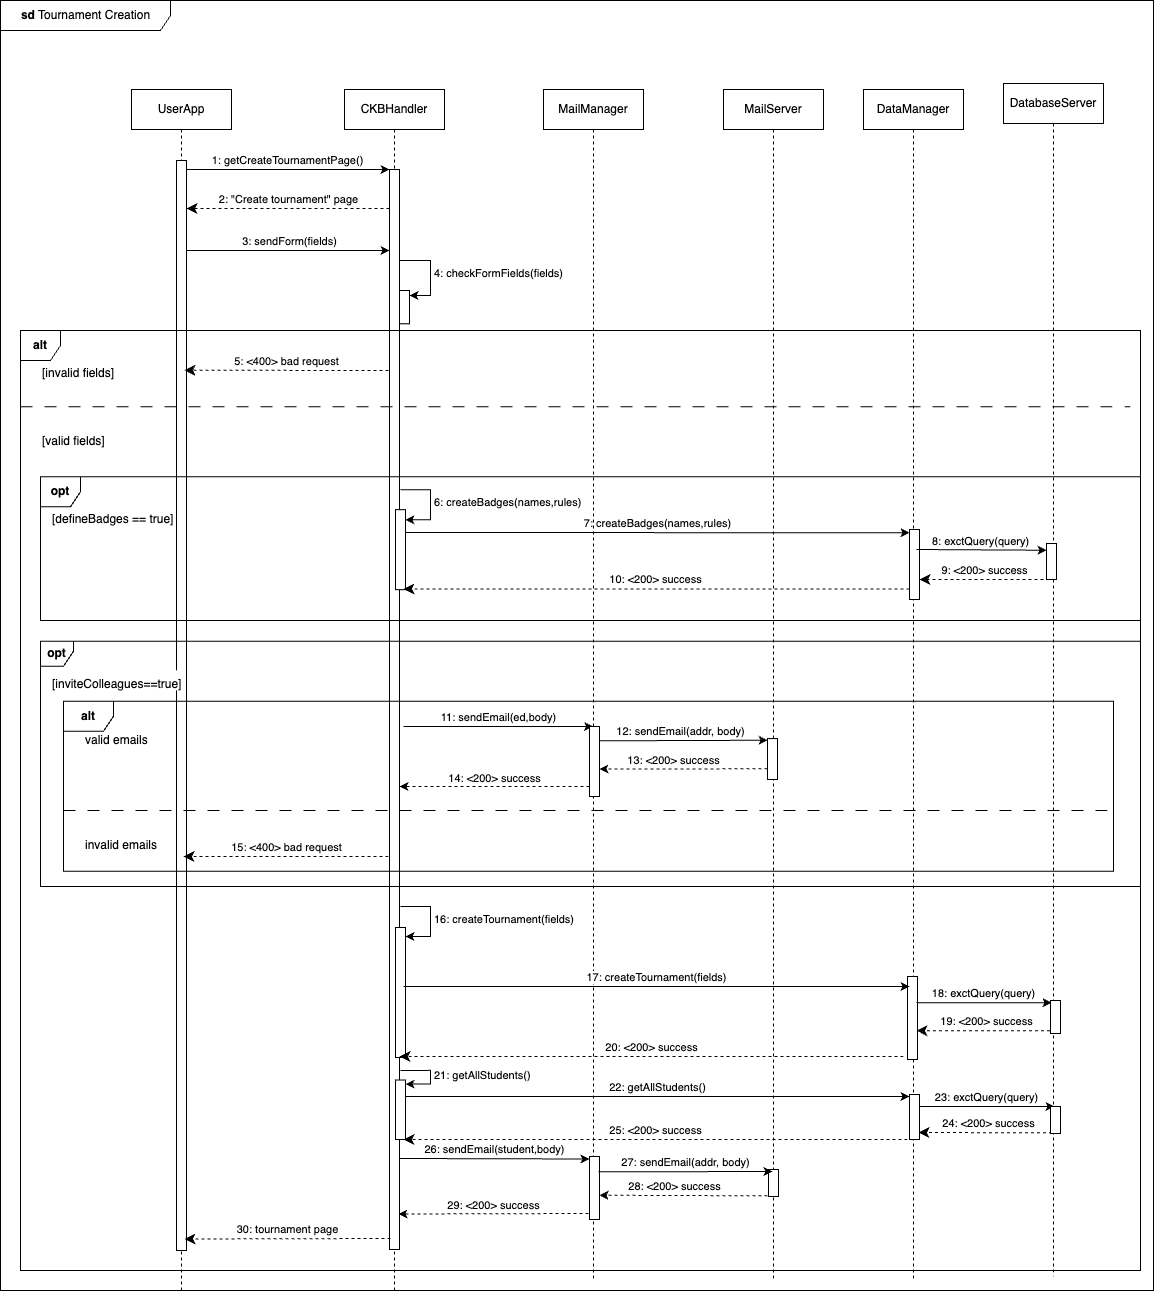 sd Tournament Creation
UserApp
CKBHandler
MailManager
MailServer
DataManager
DatabaseServer
1: getCreateTournamentPage()
2: "Create tournament" page
3: sendForm(fields)
4: checkFormFields(fields)
alt
5: <400> bad request
[invalid fields]
[valid fields]
opt
6: createBadges(names,rules)
[defineBadges == true]
7: createBadges(names,rules)
8: exctQuery(query)
9: <200> success
10: <200> success
opt
[inviteColleagues==true]
alt
11: sendEmail(ed,body)
12: sendEmail(addr, body)
valid emails
13: <200> success
14: <200> success
invalid emails
15: <400> bad request
16: createTournament(fields)
17: createTournament(fields)
18: exctQuery(query)
19: <200> success
20: <200> success
21: getAllStudents()
22: getAllStudents()
23: exctQuery(query)
24: <200> success
25: <200> success
26: sendEmail(student,body)
27: sendEmail(addr, body)
28: <200> success
29: <200> success
30: tournament page